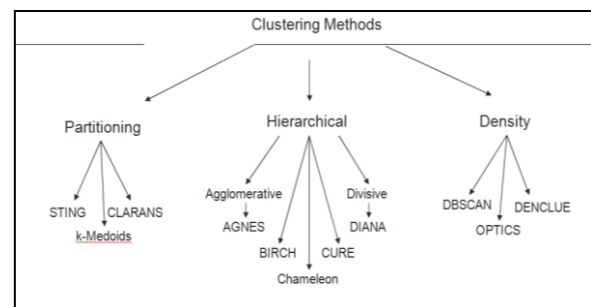 Clustering Methods
Partitioning Hierarchical Density
Agglomerative Divisive
STING CLARANS AGNES DIANA DBSCAN DENCLUE
k-Medoids OPTICS
BIRCH CURE
Chameleon